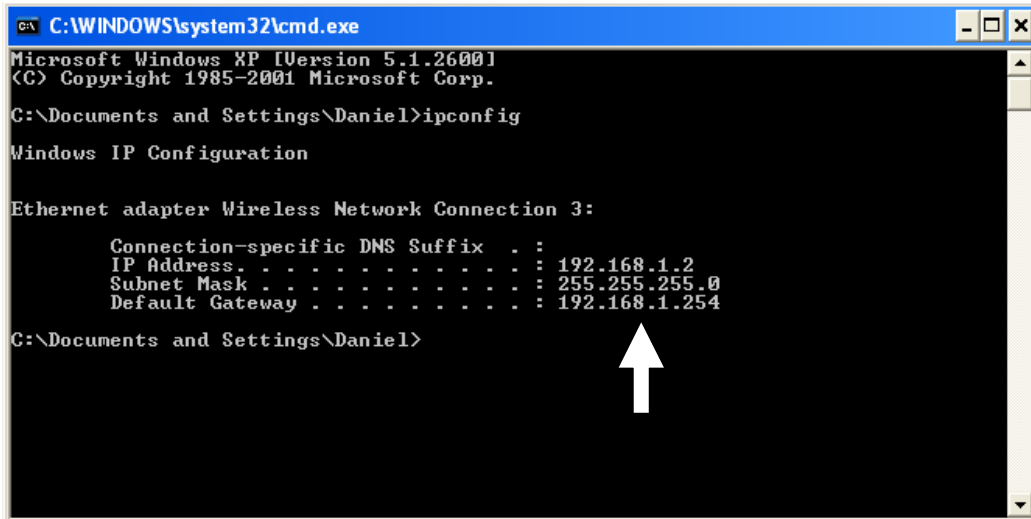 C:\WINDOWS\system32\cmd.exe
Microsoft Windows XP [Version 5.1.2600]
(C) Copyright 1985-2001 Microsoft Corp.
C:\Documents and Settings\Daniel>ipconfig
Windows IP Configuration
Ethernet adapter Wireless Network Connection 3:
Connection-specific DNS Suffix . :
IP Address. . . . . . . . . . . . : 192.168.1.2
Subnet Mask . . . . . . . . . . . : 255.255.255.0
Default Gateway . . . . . . . . . : 192.168.1.254
C:\Documents and Settings\Daniel>